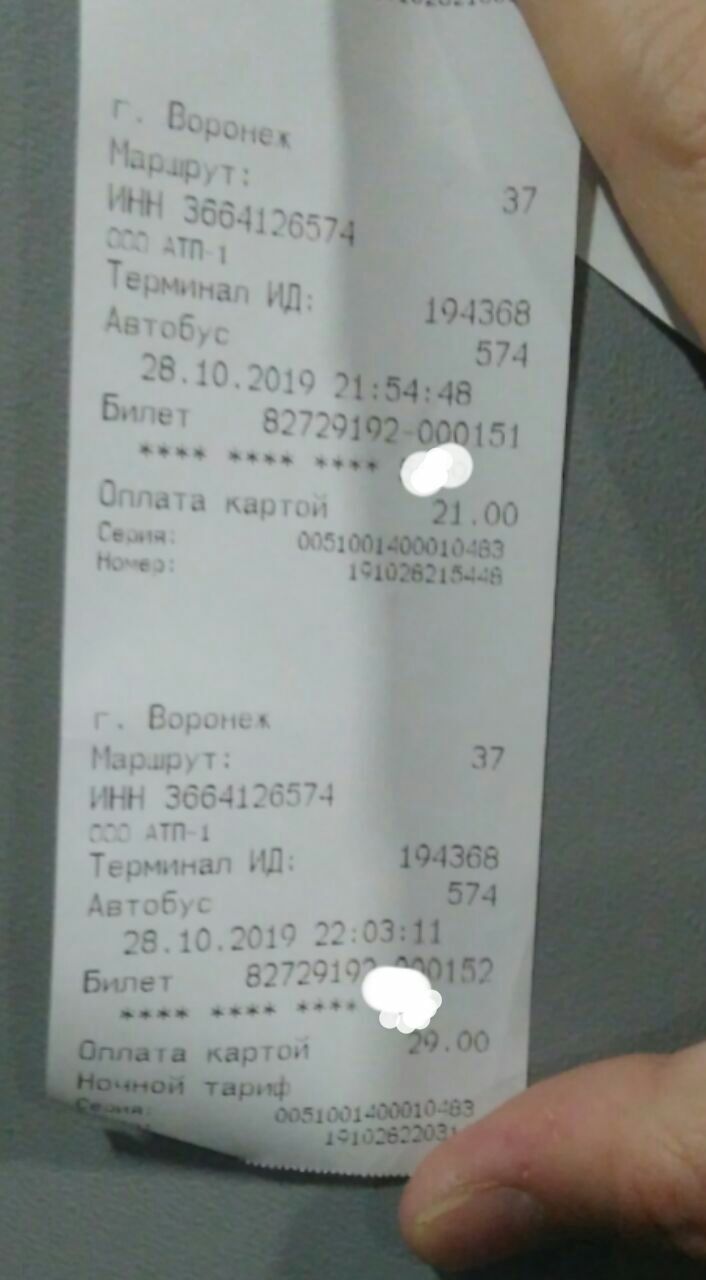 г. Воронеж
Маршрут: 37
ИНН 3664126574
ООО АТП-1
Терминал ИД: 194368
Автобус 574
28.10.2019 21:54:48
Билет 82729192-000151
**** **** ****
Оплата картой 21.00
Серия: 0051001400010483
Номер: 191028215448
г. Воронеж
Маршрут: 37
ИНН 3664126574
ООО АТП-1
Терминал ИД: 194368
Автобус 574
28.10.2019 22:03:11
Билет 82729192-000152
**** **** ****
Оплата картой 29.00
Ночной тариф
Серия: 0051001400010483